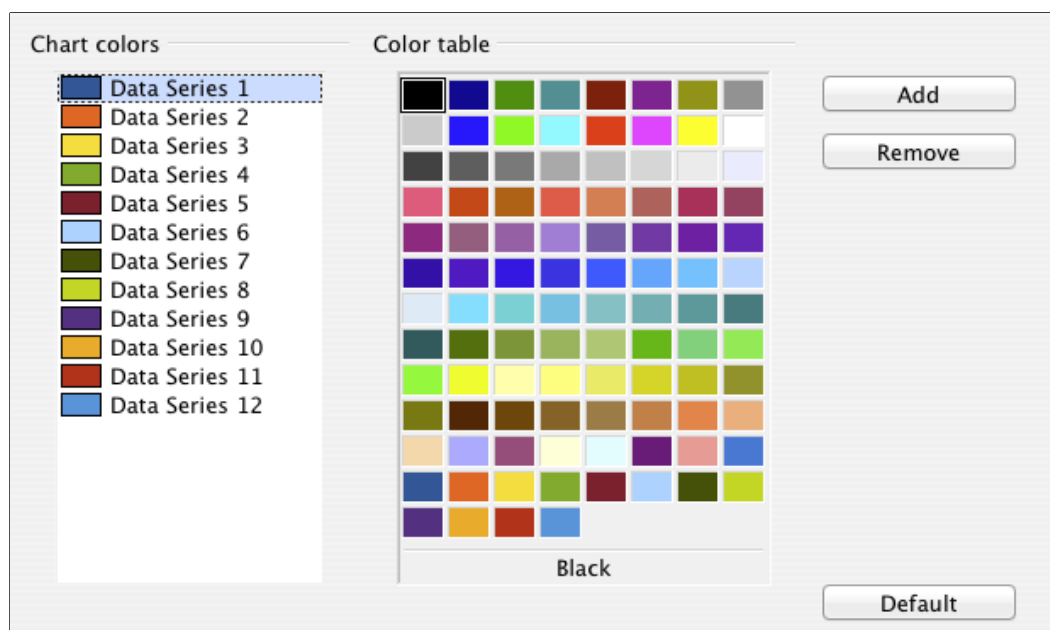 Chart colors
Data Series 1
Data Series 2
Data Series 3
Data Series 4
Data Series 5
Data Series 6
Data Series 7
Data Series 8
Data Series 9
Data Series 10
Data Series 11
Data Series 12
Color table
Black
Add
Remove
Default